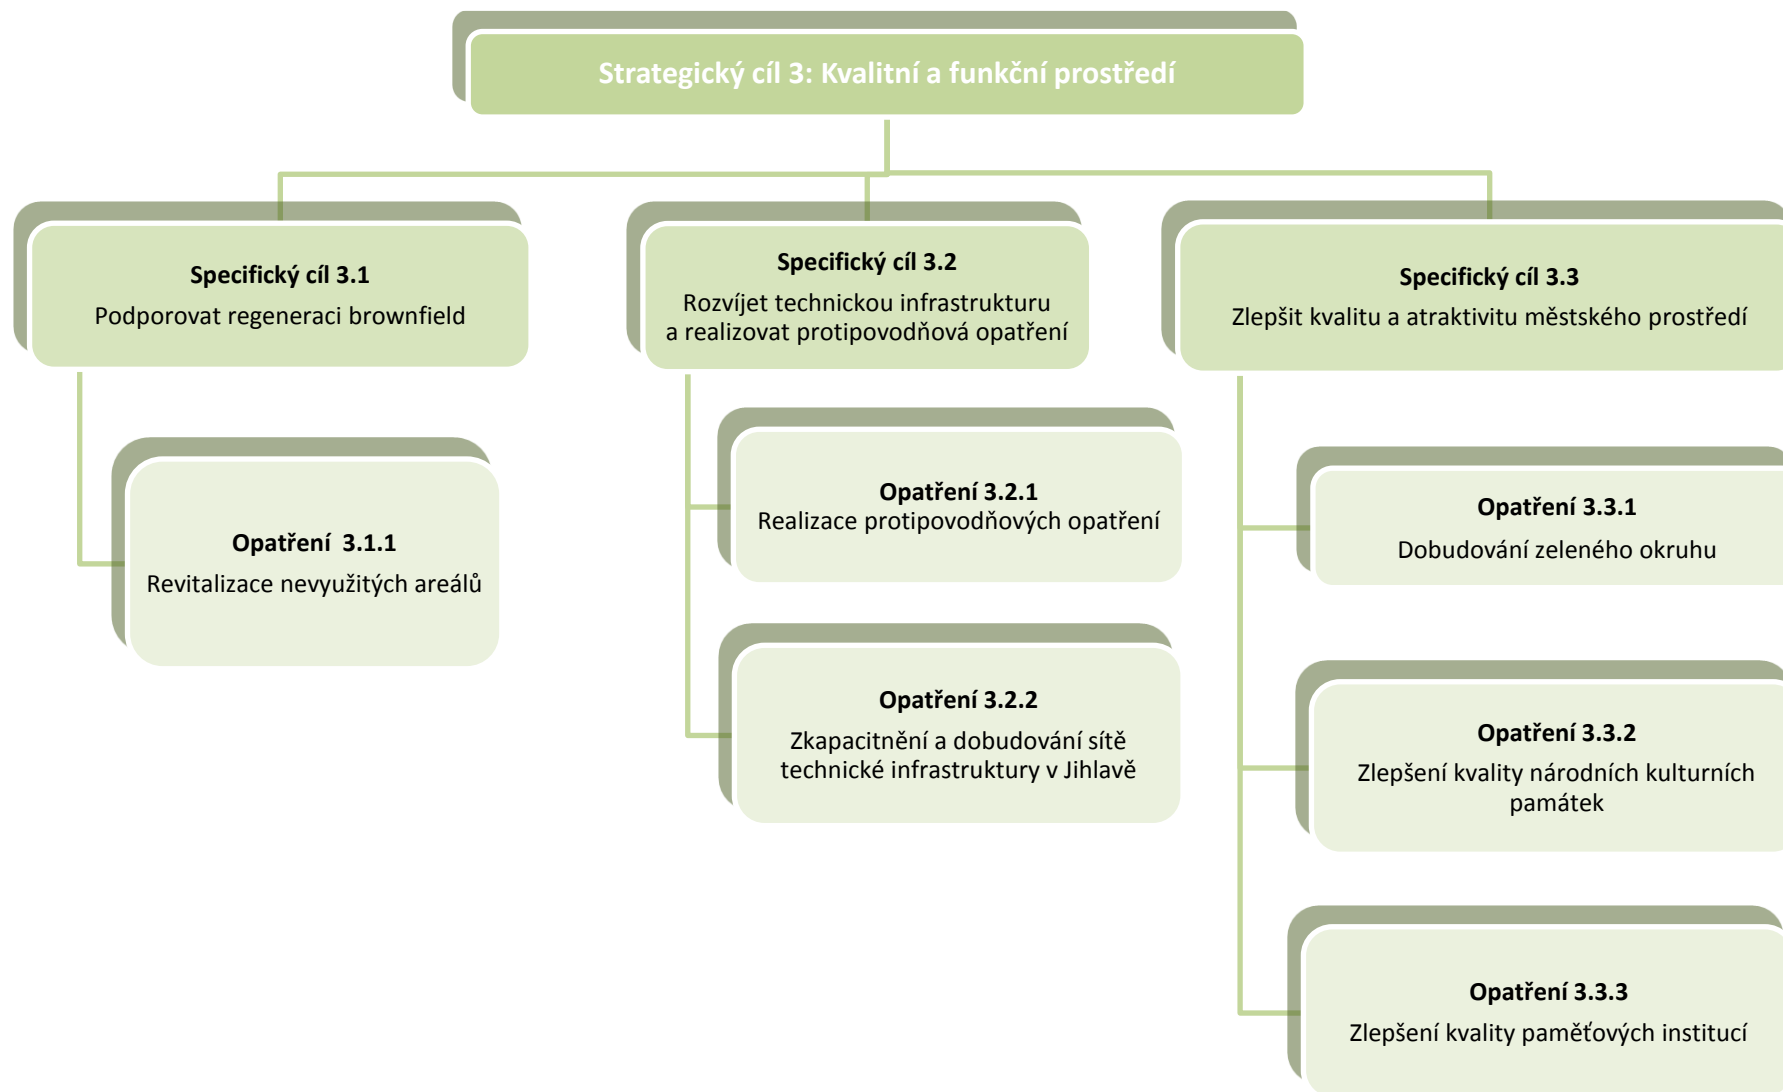 Strategický cíl 3: Kvalitní a funkční prostředí
Specifický cíl 3.1
Podporovat regeneraci brownfield
Opatření  3.1.1
Revitalizace nevyužitých areálů
Specifický cíl 3.2
Rozvíjet technickou infrastrukturu
a realizovat protipovodňová opatření
Opatření 3.2.1
Realizace protipovodňových opatření
Opatření 3.2.2
Zkapacitnění a dobudování sítě
technické infrastruktury v Jihlavě
Specifický cíl 3.3
Zlepšit kvalitu a atraktivitu městského prostředí
Opatření 3.3.1
Dobudování zeleného okruhu
Opatření 3.3.2
Zlepšení kvality národních kulturních
památek
Opatření 3.3.3
Zlepšení kvality paměťových institucí